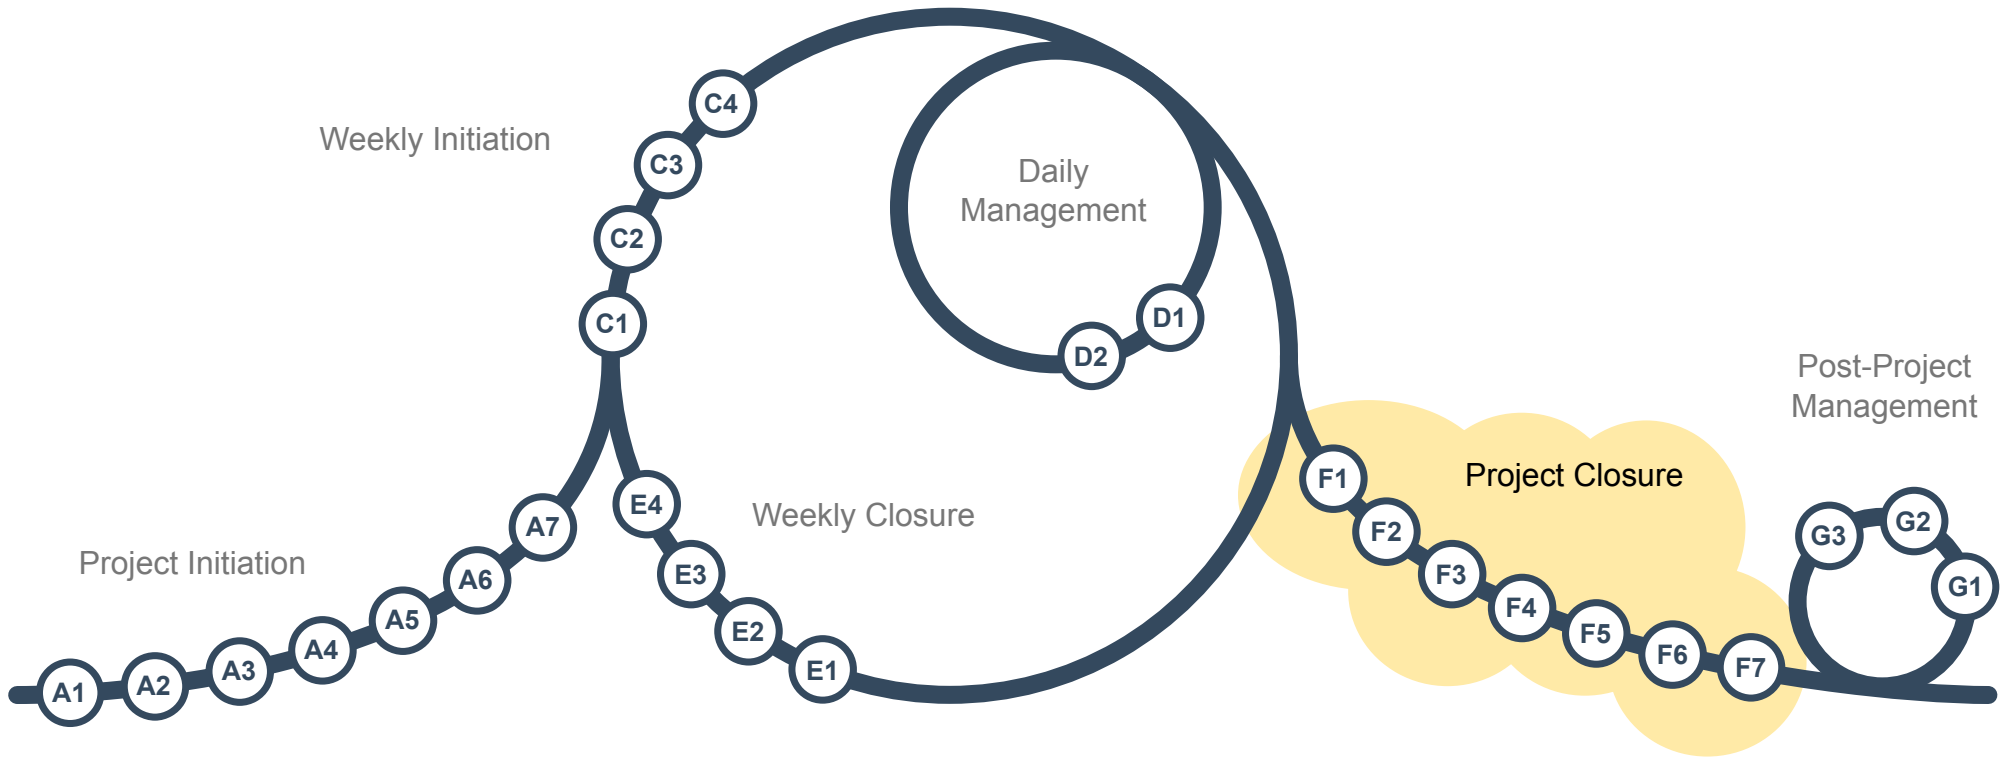 Project Initiation
A1
A2
A3
A4
A5
A6
A7
Weekly Initiation
C1
C2
C3
C4
Daily
Management
D1
D2
Weekly Closure
E1
E2
E3
E4
Project Closure
F1
F2
F3
F4
F5
F6
F7
Post-Project
Management
G1
G2
G3